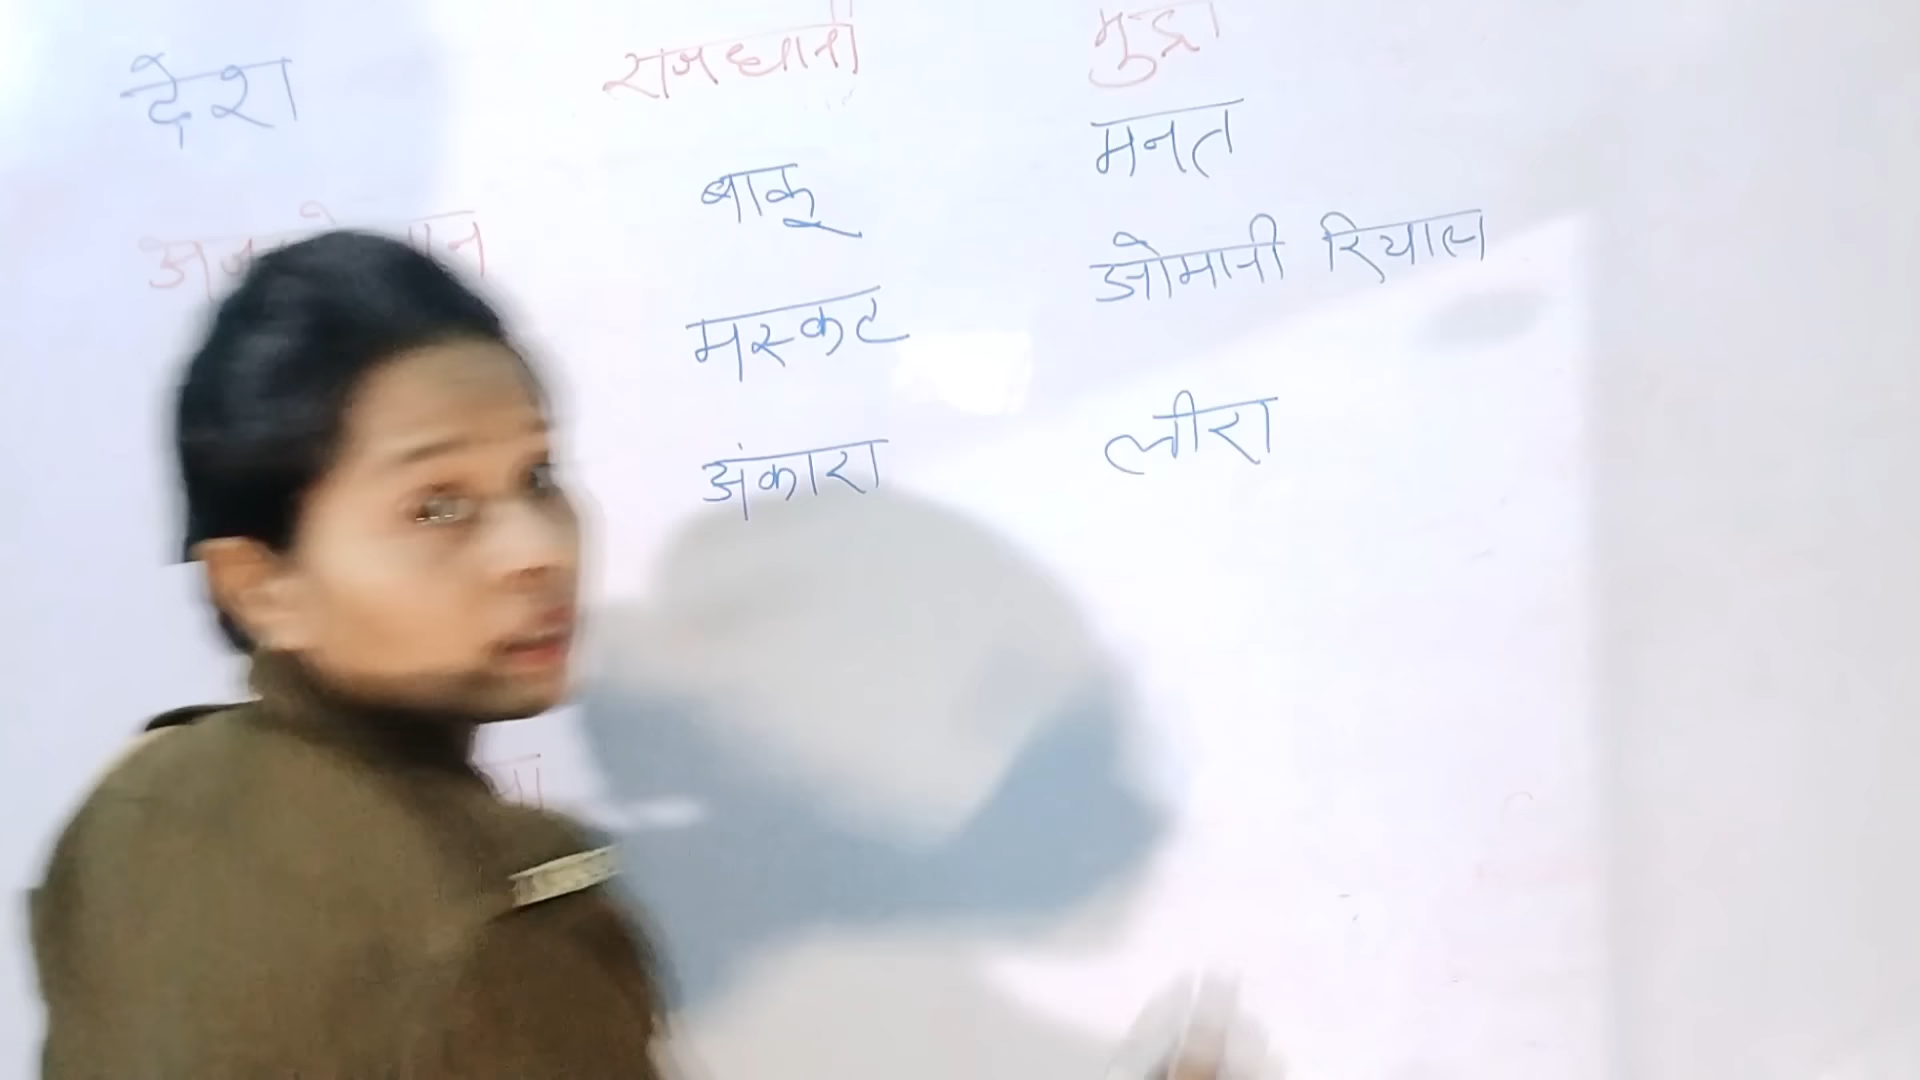 देश राजधानी मुद्रा
बाकू मनत
मस्कट ओमानी रियाल
अंकारा लीरा